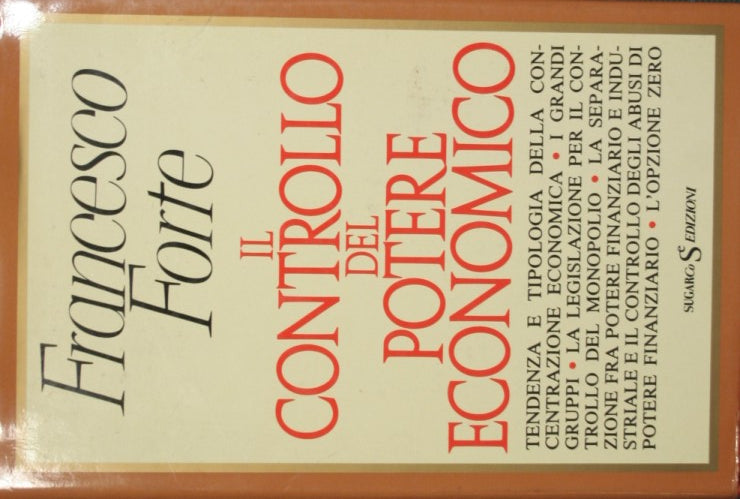 Francesco
Forte
IL
CONTROLLO
DEL
POTERE
ECONOMICO
TENDENZA E TIPOLOGIA DELLA CON-
CENTRAZIONE ECONOMICA • I GRANDI
GRUPPI • LA LEGISLAZIONE PER IL CON-
TROLLO DEL MONOPOLIO • LA SEPARA-
ZIONE FRA POTERE FINANZIARIO E INDU-
STRIALE E IL CONTROLLO DEGLI ABUSI DI
POTERE FINANZIARIO • L'OPZIONE ZERO
SUGARCO Sc EDIZIONI